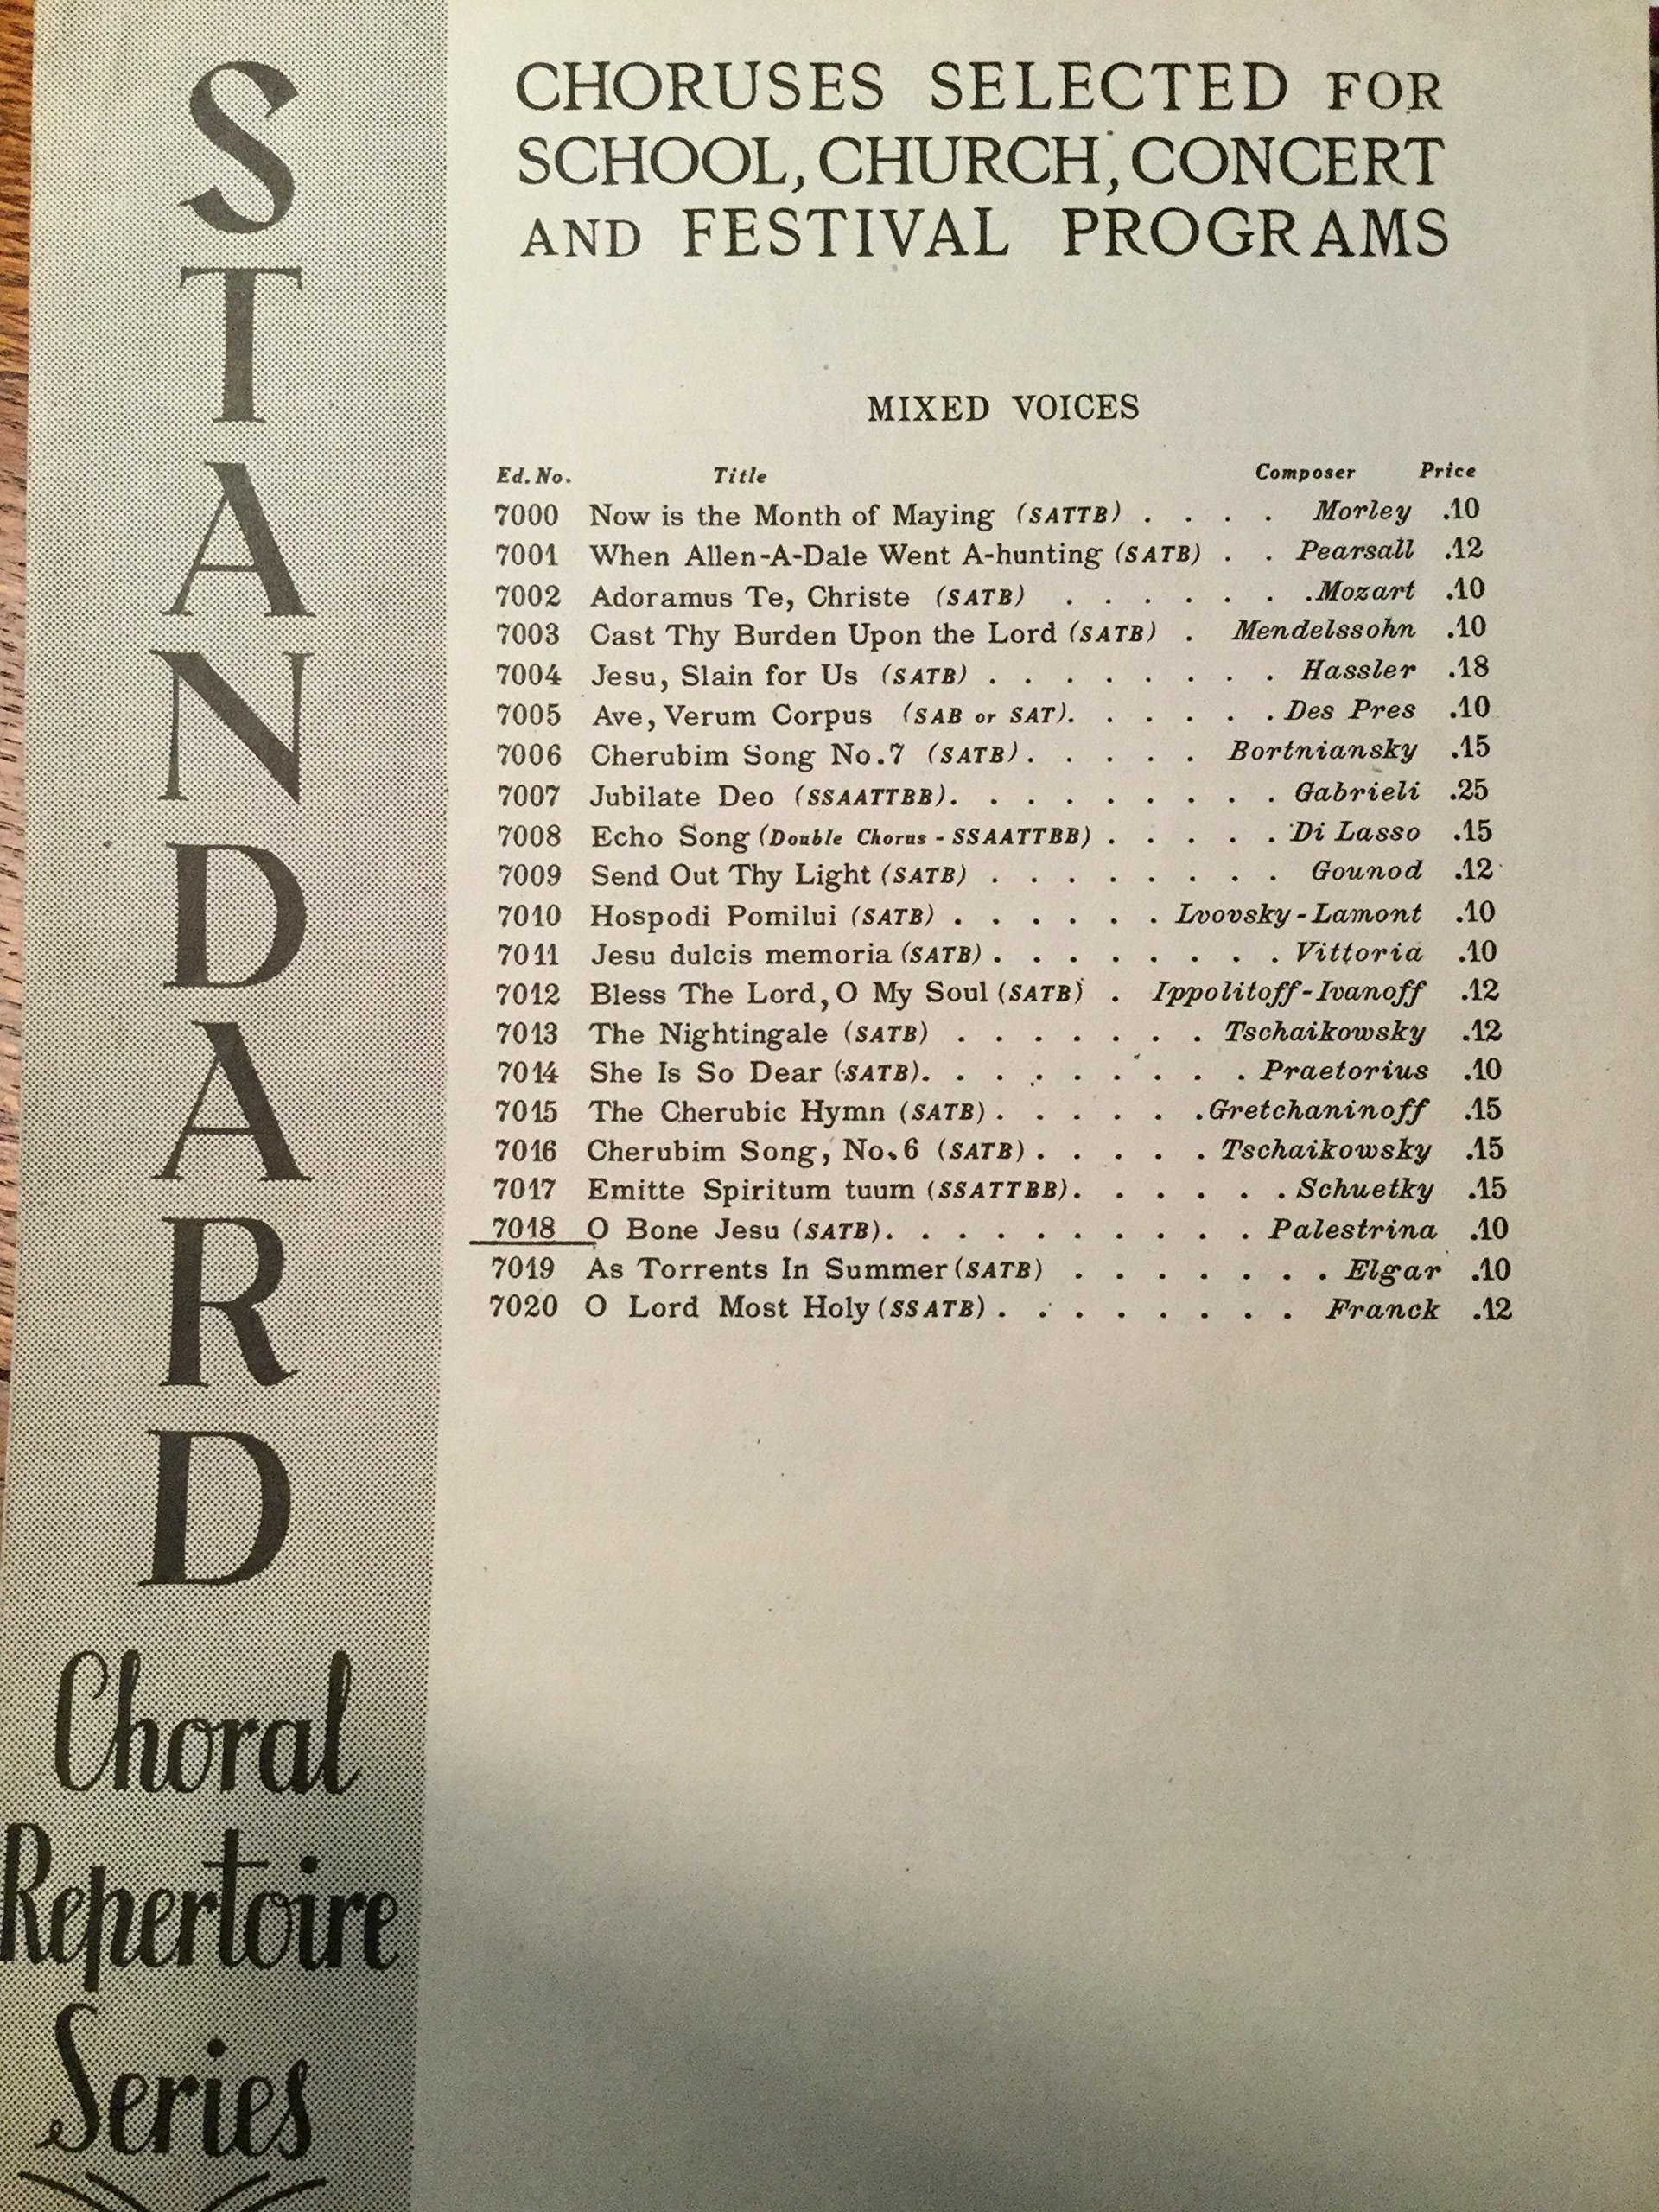 STANDARD
Choral
Repertoire
Series
CHORUSES SELECTED FOR
SCHOOL, CHURCH, CONCERT
AND FESTIVAL PROGRAMS
MIXED VOICES
Ed. No. Title Composer Price
7000 Now is the Month of Maying (SATTB) . . . . Morley .10
7001 When Allen-A-Dale Went A-hunting (SATB) . . Pearsall .12
7002 Adoramus Te, Christe (SATB) . . . . . . . Mozart .10
7003 Cast Thy Burden Upon the Lord (SATB) . Mendelssohn .10
7004 Jesu, Slain for Us (SATB) . . . . . . . . Hassler .18
7005 Ave, Verum Corpus (SAB or SAT) . . . . . . Des Pres .10
7006 Cherubim Song No. 7 (SATB) . . . . . Bortniansky .15
7007 Jubilate Deo (SSAATTBB) . . . . . . . . . Gabrieli .25
7008 Echo Song (Double Chorus - SSAATTBB) . . . . . Di Lasso .15
7009 Send Out Thy Light (SATB) . . . . . . . . Gounod .12
7010 Hospodi Pomilui (SATB) . . . . . . Lvovsky - Lamont .10
7011 Jesu dulcis memoria (SATB) . . . . . . . . Vittoria .10
7012 Bless The Lord, O My Soul (SATB) . Ippolitoff-Ivanoff .12
7013 The Nightingale (SATB) . . . . . . . Tschaikowsky .12
7014 She Is So Dear (SATB) . . . . . . . . . Praetorius .10
7015 The Cherubic Hymn (SATB) . . . . . . Gretchaninoff .15
7016 Cherubim Song, No. 6 (SATB) . . . . . Tschaikowsky .15
7017 Emitte Spiritum tuum (SSATTBB) . . . . . . Schuetky .15
7018 O Bone Jesu (SATB) . . . . . . . . . . Palestrina .10
7019 As Torrents In Summer (SATB) . . . . . . . Elgar .10
7020 O Lord Most Holy (SSATB) . . . . . . . . Franck .12